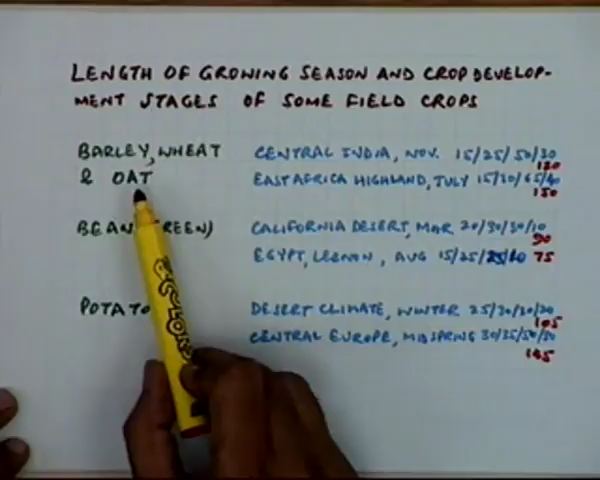 LENGTH OF GROWING SEASON AND CROP DEVELOP-
MENT STAGES OF SOME FIELD CROPS
BARLEY, WHEAT CENTRAL INDIA, NOV. 15/25/50/30
120
& OAT EAST AFRICA HIGHLAND, JULY 15/30/65/40
150
BEAN REEN) CALIFORNIA DESERT, MAR 20/30/30/10
90
EGYPT, LEBNON, AUG 15/25/25/10 75
POTATO DESERT CLIMATE, WINTER 25/30/30/20
105
CENTRAL EUROPE, MIDSPRING 30/35/50/30
145